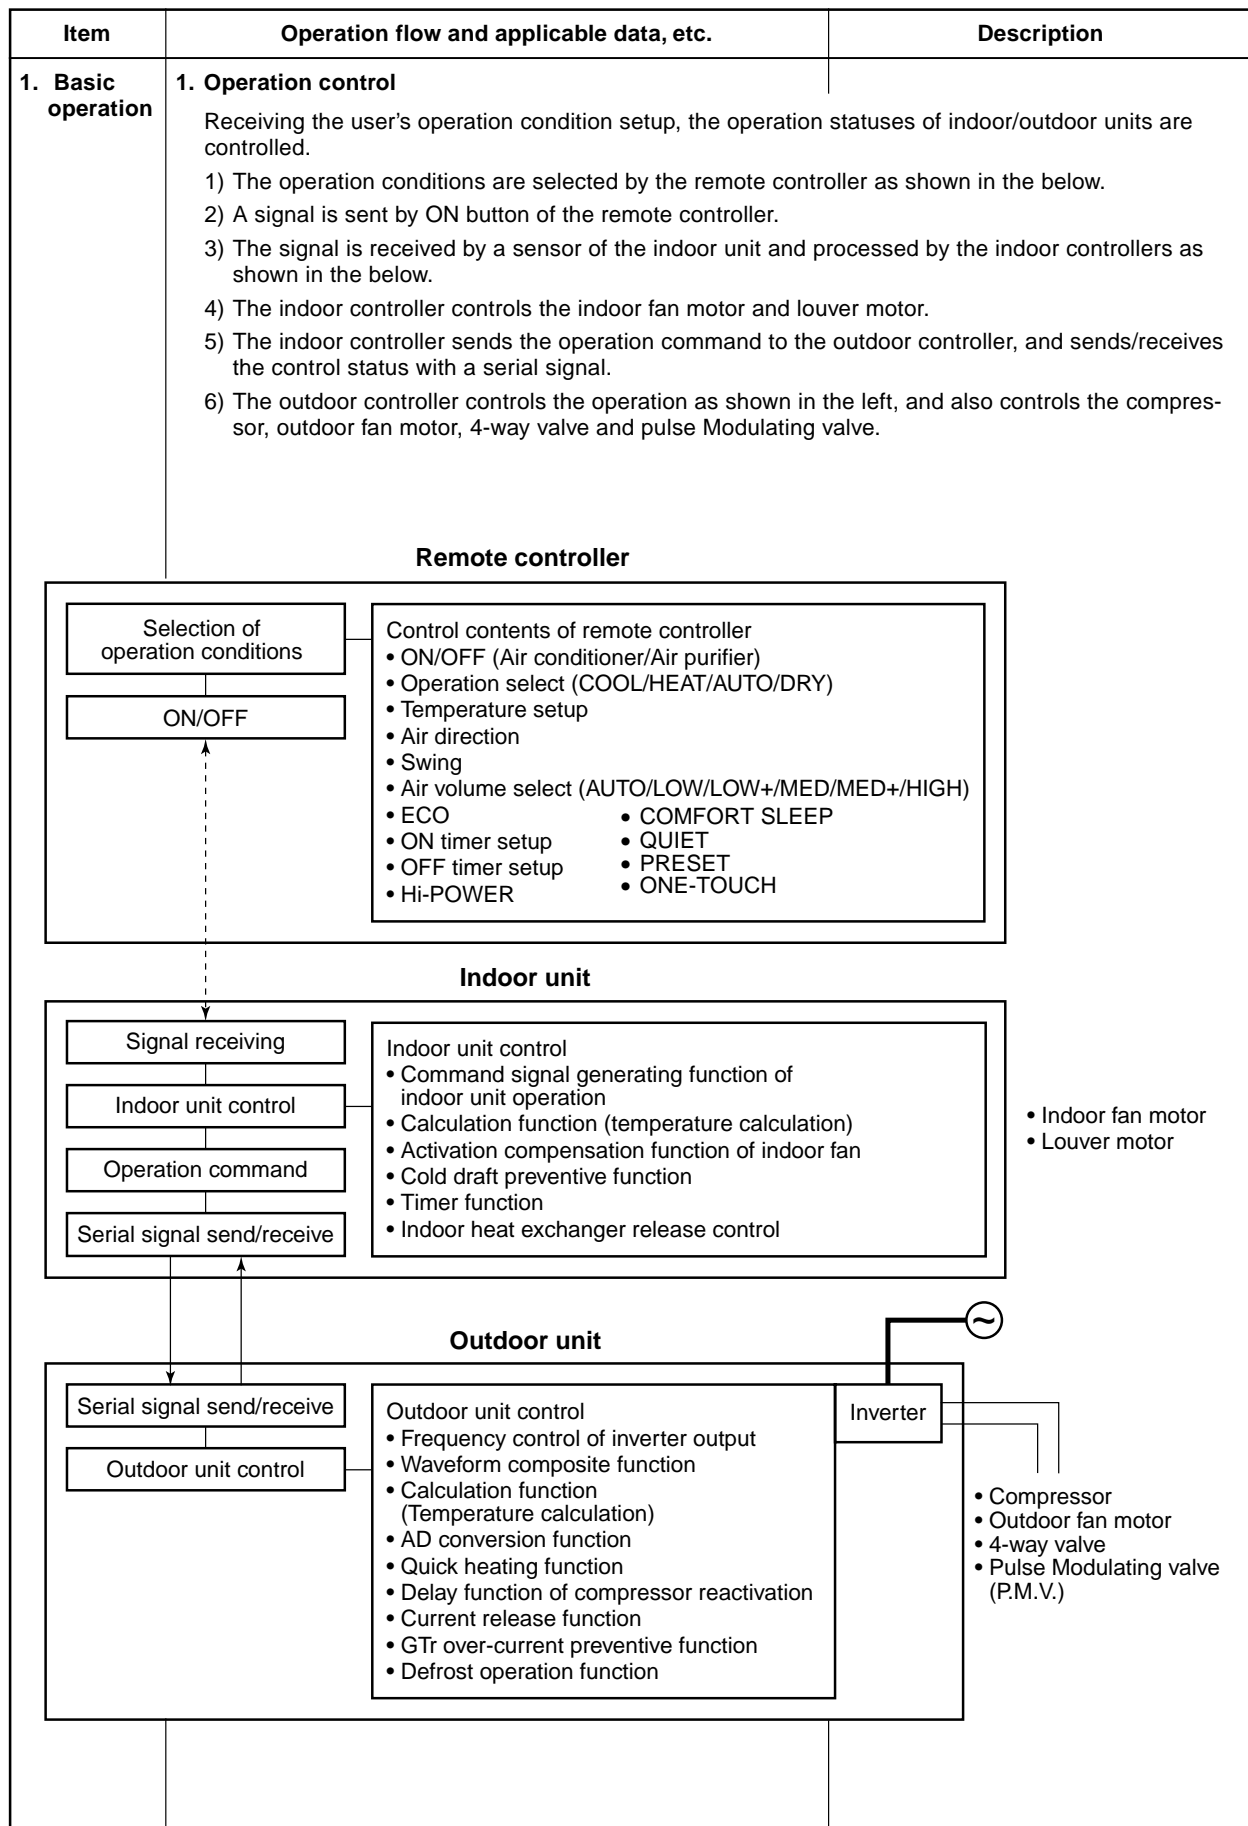 Item
Operation flow and applicable data, etc.
Description
1. Basic
operation
1. Operation control
Receiving the user's operation condition setup, the operation statuses of indoor/outdoor units are
controlled.
1) The operation conditions are selected by the remote controller as shown in the below.
2) A signal is sent by ON button of the remote controller.
3) The signal is received by a sensor of the indoor unit and processed by the indoor controllers as
shown in the below.
4) The indoor controller controls the indoor fan motor and louver motor.
5) The indoor controller sends the operation command to the outdoor controller, and sends/receives
the control status with a serial signal.
6) The outdoor controller controls the operation as shown in the left, and also controls the compres-
sor, outdoor fan motor, 4-way valve and pulse Modulating valve.
Remote controller
Selection of
operation conditions
ON/OFF
Control contents of remote controller
• ON/OFF (Air conditioner/Air purifier)
• Operation select (COOL/HEAT/AUTO/DRY)
• Temperature setup
• Air direction
• Swing
• Air volume select (AUTO/LOW/LOW+/MED/MED+/HIGH)
• ECO
• ON timer setup
• OFF timer setup
• Hi-POWER
• COMFORT SLEEP
• QUIET
• PRESET
• ONE-TOUCH
Indoor unit
Signal receiving
Indoor unit control
Operation command
Serial signal send/receive
Indoor unit control
• Command signal generating function of
indoor unit operation
• Calculation function (temperature calculation)
• Activation compensation function of indoor fan
• Cold draft preventive function
• Timer function
• Indoor heat exchanger release control
• Indoor fan motor
• Louver motor
~
Outdoor unit
Serial signal send/receive
Outdoor unit control
Outdoor unit control
• Frequency control of inverter output
• Waveform composite function
• Calculation function
(Temperature calculation)
• AD conversion function
• Quick heating function
• Delay function of compressor reactivation
• Current release function
• GTr over-current preventive function
• Defrost operation function
Inverter
• Compressor
• Outdoor fan motor
• 4-way valve
• Pulse Modulating valve
(P.M.V.)